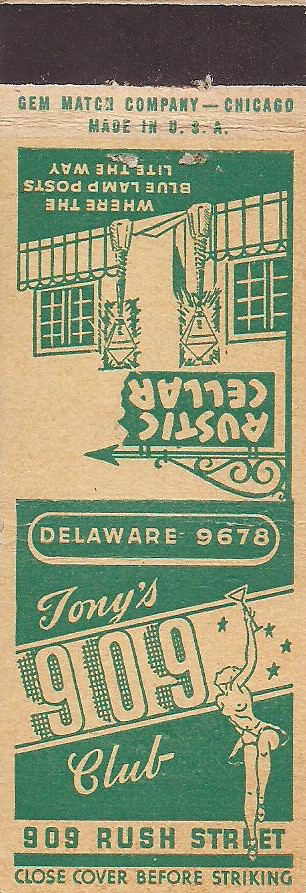 GEM MATCH COMPANY — CHICAGO
MADE IN U. S. A.
WHERE THE
BLUE LAMP POSTS
LITE THE WAY
RUSTIC
CELLAR
DELAWARE 9678
Tony's
909
Club
909 RUSH STREET
CLOSE COVER BEFORE STRIKING